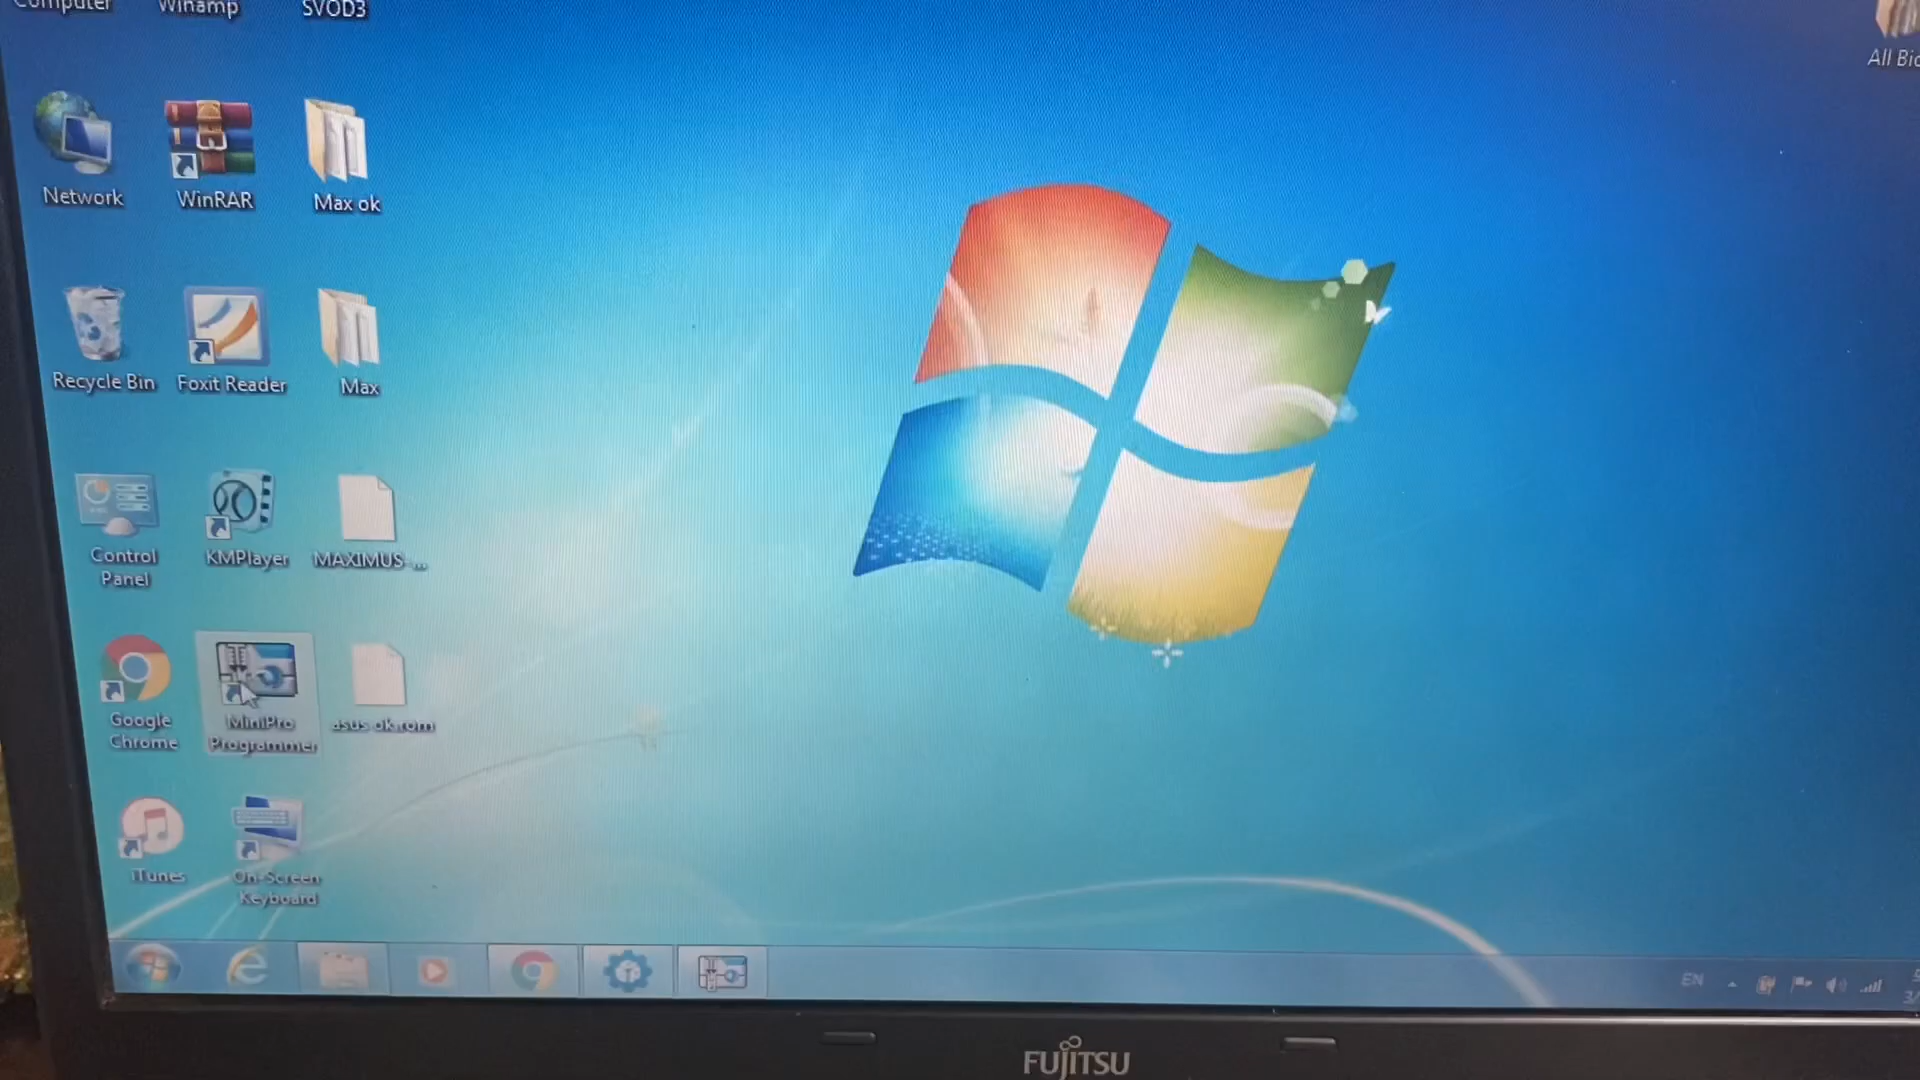 Computer
Winamp
SVOD3
All Bio
Network
WinRAR
Max ok
Recycle Bin
Foxit Reader
Max
Control
Panel
KMPlayer
MAXIMUS-...
Google
Chrome
MiniPro
Programmer
asus ok.rom
iTunes
On-Screen
Keyboard
EN
FUJITSU